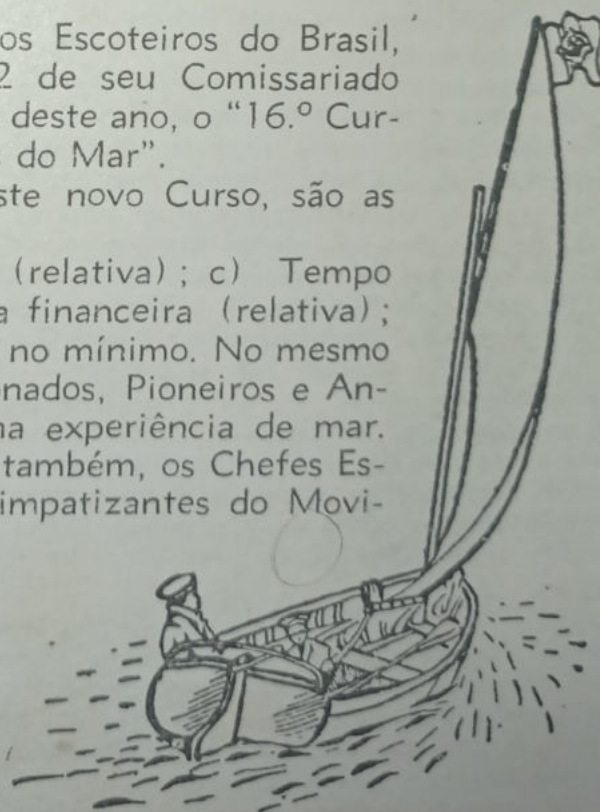 os Escoteiros do Brasil,
2 de seu Comissariado
deste ano, o "16.º Cur-
do Mar".
ste novo Curso, são as
(relativa) ; c) Tempo
a financeira (relativa) ;
no mínimo. No mesmo
onados, Pioneiros e An-
na experiência de mar.
também, os Chefes Es-
impatizantes do Movi-